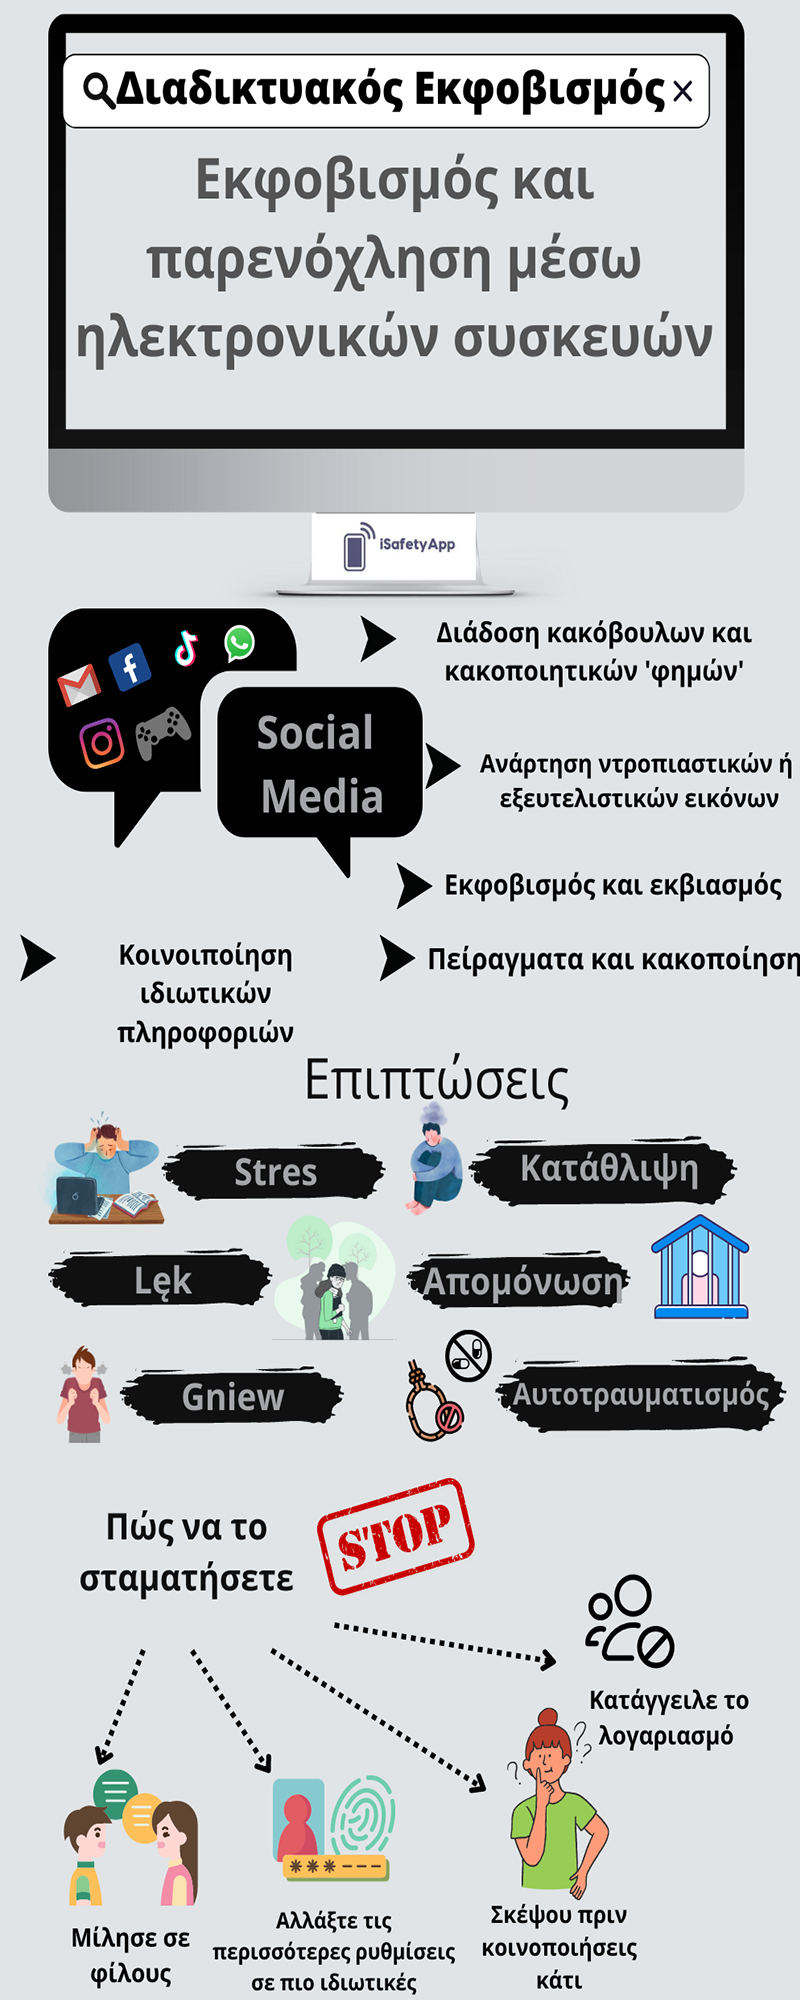 Διαδικτυακός Εκφοβισμός
Εκφοβισμός και
παρενόχληση μέσω
ηλεκτρονικών συσκευών
iSafetyApp
Διάδοση κακόβουλων και
κακοποιητικών 'φημών'
Social
Media
Ανάρτηση ντροπιαστικών ή
εξευτελιστικών εικόνων
Εκφοβισμός και εκβιασμός
Κοινοιποίηση
ιδιωτικών
πληροφοριών
Πείραγματα και κακοποίηση
Επιπτώσεις
Stres
Κατάθλιψη
Lęk
Απομόνωση
Gniew
Αυτοτραυματισμός
Πώς να το
σταματήσετε
STOP
Κατάγγειλε το
λογαριασμό
Μίλησε σε
φίλους
Αλλάξτε τις
περισσότερες ρυθμίσεις
σε πιο ιδιωτικές
Σκέψου πριν
κοινοποιήσεις
κάτι